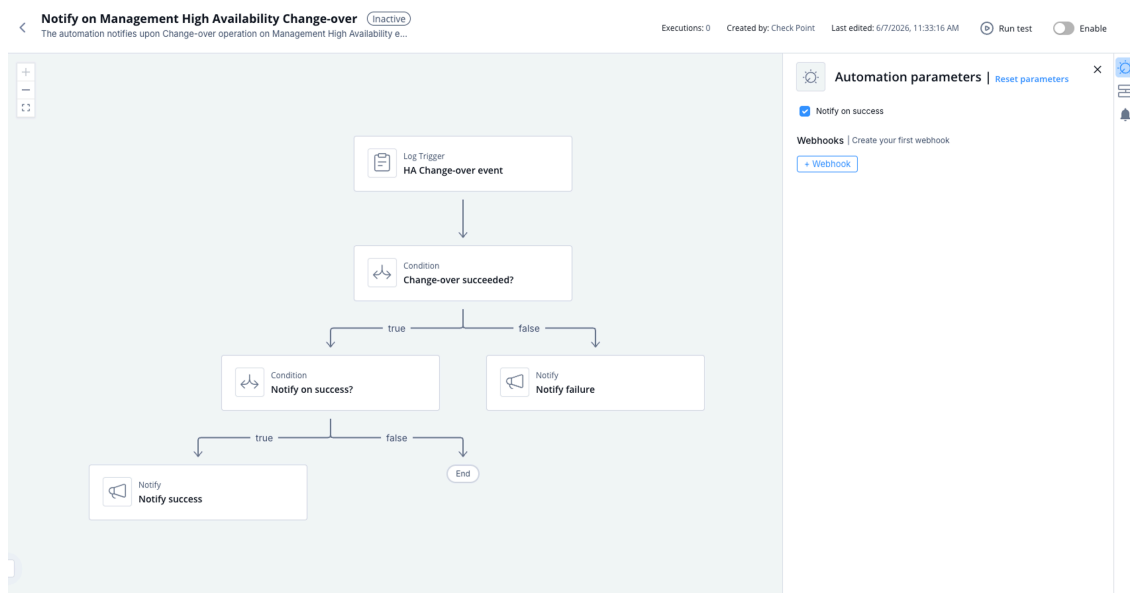 Notify on Management High Availability Change-over Inactive
The automation notifies upon Change-over operation on Management High Availability e...
Executions: 0 Created by: Check Point Last edited: 6/7/2026, 11:33:16 AM Run test Enable
Automation parameters | Reset parameters
Notify on success
Webhooks | Create your first webhook
+ Webhook
Log Trigger
HA Change-over event
Condition
Change-over succeeded?
true false
Condition
Notify on success?
Notify
Notify failure
true false
Notify
Notify success
End